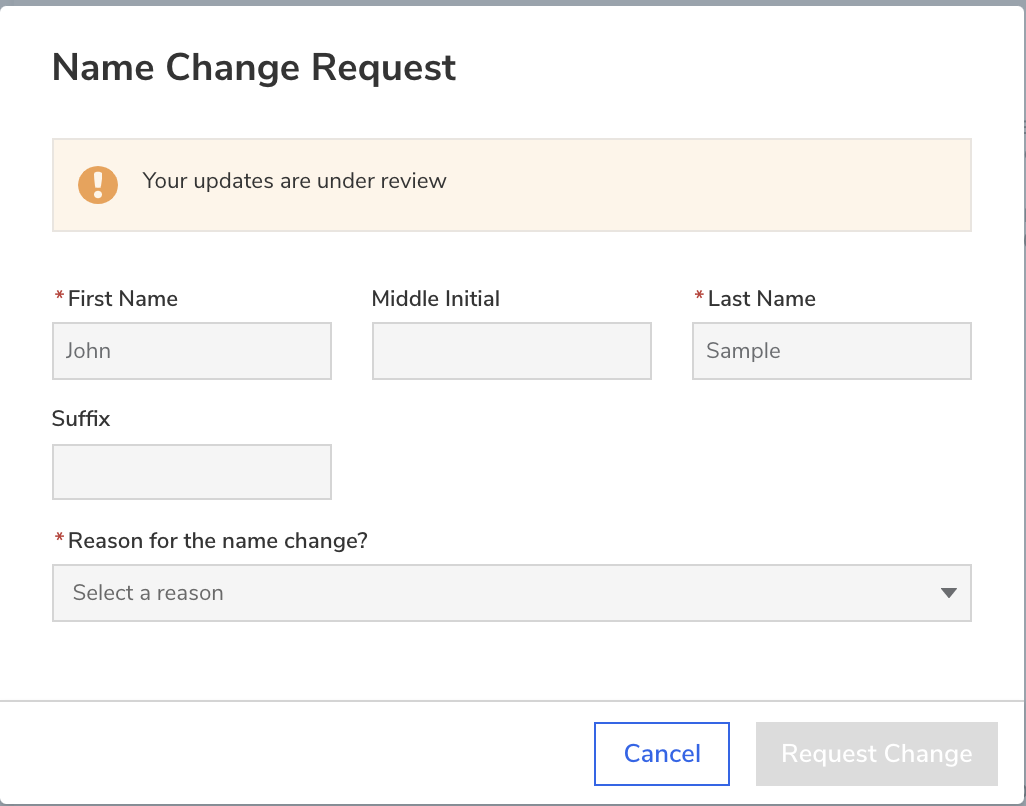 Name Change Request
Your updates are under review
*First Name
Middle Initial
*Last Name
John
Sample
Suffix
*Reason for the name change?
Select a reason
Cancel
Request Change